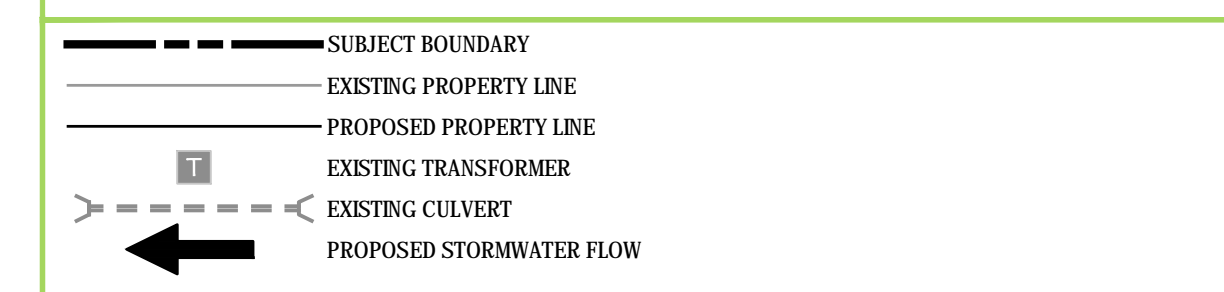 SUBJECT BOUNDARY
EXISTING PROPERTY LINE
PROPOSED PROPERTY LINE
T EXISTING TRANSFORMER
EXISTING CULVERT
PROPOSED STORMWATER FLOW